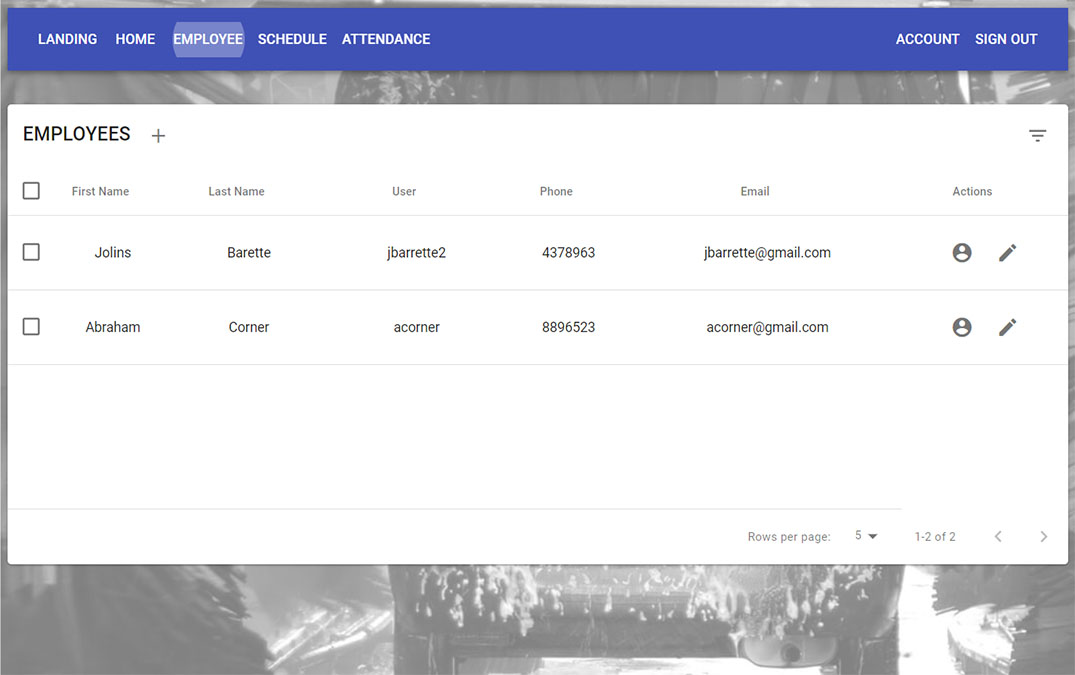 LANDING HOME EMPLOYEE SCHEDULE ATTENDANCE ACCOUNT SIGN OUT
EMPLOYEES +
First Name Last Name User Phone Email Actions
Jolins Barette jbarrette2 4378963 jbarrette@gmail.com
Abraham Corner acorner 8896523 acorner@gmail.com
Rows per page: 5 1-2 of 2